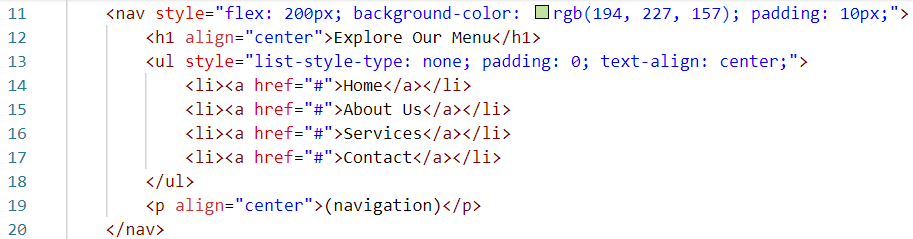 11 <nav style="flex: 200px; background-color: rgb(194, 227, 157); padding: 10px;">
12 <h1 align="center">Explore Our Menu</h1>
13 <ul style="list-style-type: none; padding: 0; text-align: center;">
14 <li><a href="#">Home</a></li>
15 <li><a href="#">About Us</a></li>
16 <li><a href="#">Services</a></li>
17 <li><a href="#">Contact</a></li>
18 </ul>
19 <p align="center">(navigation)</p>
20 </nav>